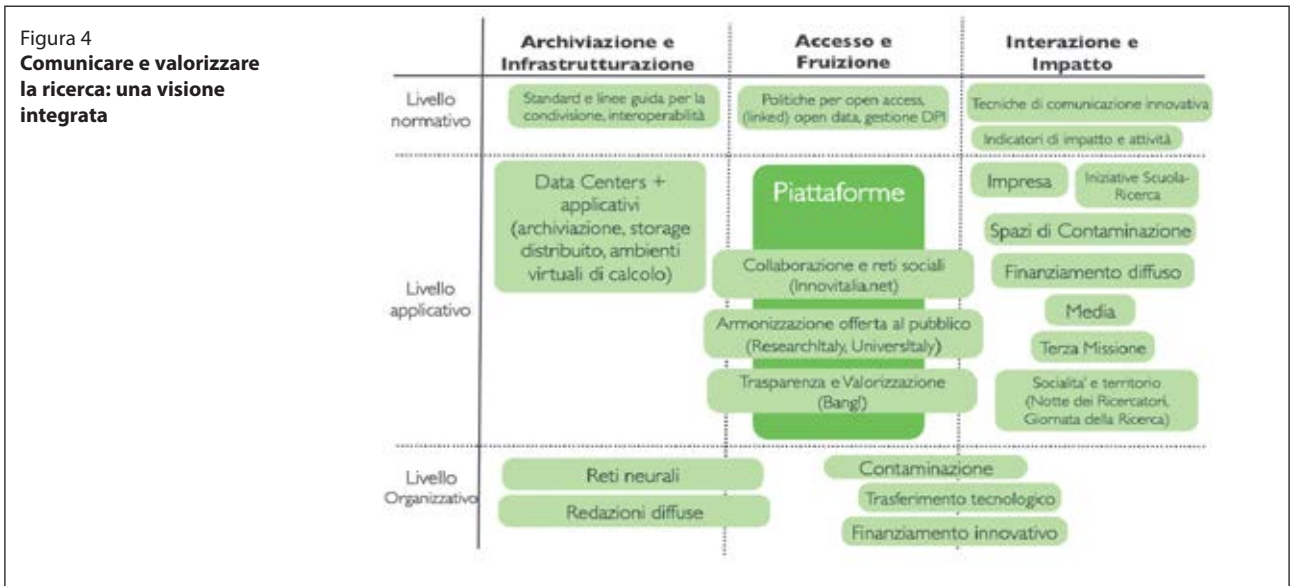 Figura 4
Comunicare e valorizzare
la ricerca: una visione
integrata
Archiviazione e
Infrastrutturazione
Accesso e
Fruizione
Interazione e
Impatto
Livello
normativo
Standard e linee guida per la
condivisione, interoperabilità
Politiche per open access,
(linked) open data, gestione DPI
Tecniche di comunicazione innovativa
Indicatori di impatto e attività
Livello
applicativo
Data Centers +
applicativi
(archiviazione, storage
distribuito, ambienti
virtuali di calcolo)
Piattaforme
Collaborazione e reti sociali
(Innovitalia.net)
Armonizzazione offerta al pubblico
(ResearchItaly, UniversItaly)
Trasparenza e Valorizzazione
(Bang!)
Impresa
Iniziative Scuola-
Ricerca
Spazi di Contaminazione
Finanziamento diffuso
Media
Terza Missione
Socialita' e territorio
(Notte dei Ricercatori,
Giornata della Ricerca)
Livello
Organizzativo
Reti neurali
Redazioni diffuse
Contaminazione
Trasferimento tecnologico
Finanziamento innovativo